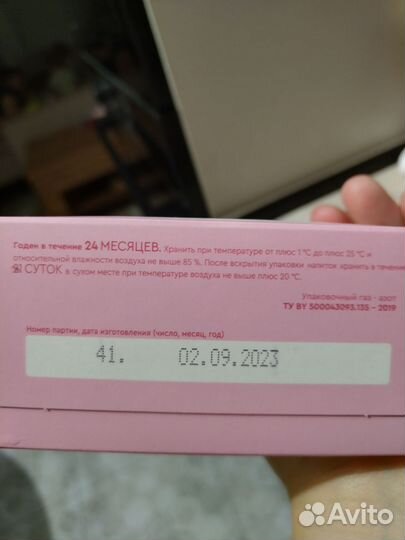 Годен в течение 24 МЕСЯЦЕВ. Хранить при температуре от плюс 1 °С до плюс 25 °С и
относительной влажности воздуха не выше 85 %. После вскрытия упаковки напиток хранить в течение
21 СУТОК в сухом месте при температуре воздуха не выше плюс 20 °С.
Упаковочный газ - азот
ТУ BY 500043093.135 - 2019
Номер партии, дата изготовления (число, месяц, год)
41. 02.09.2023
Avito